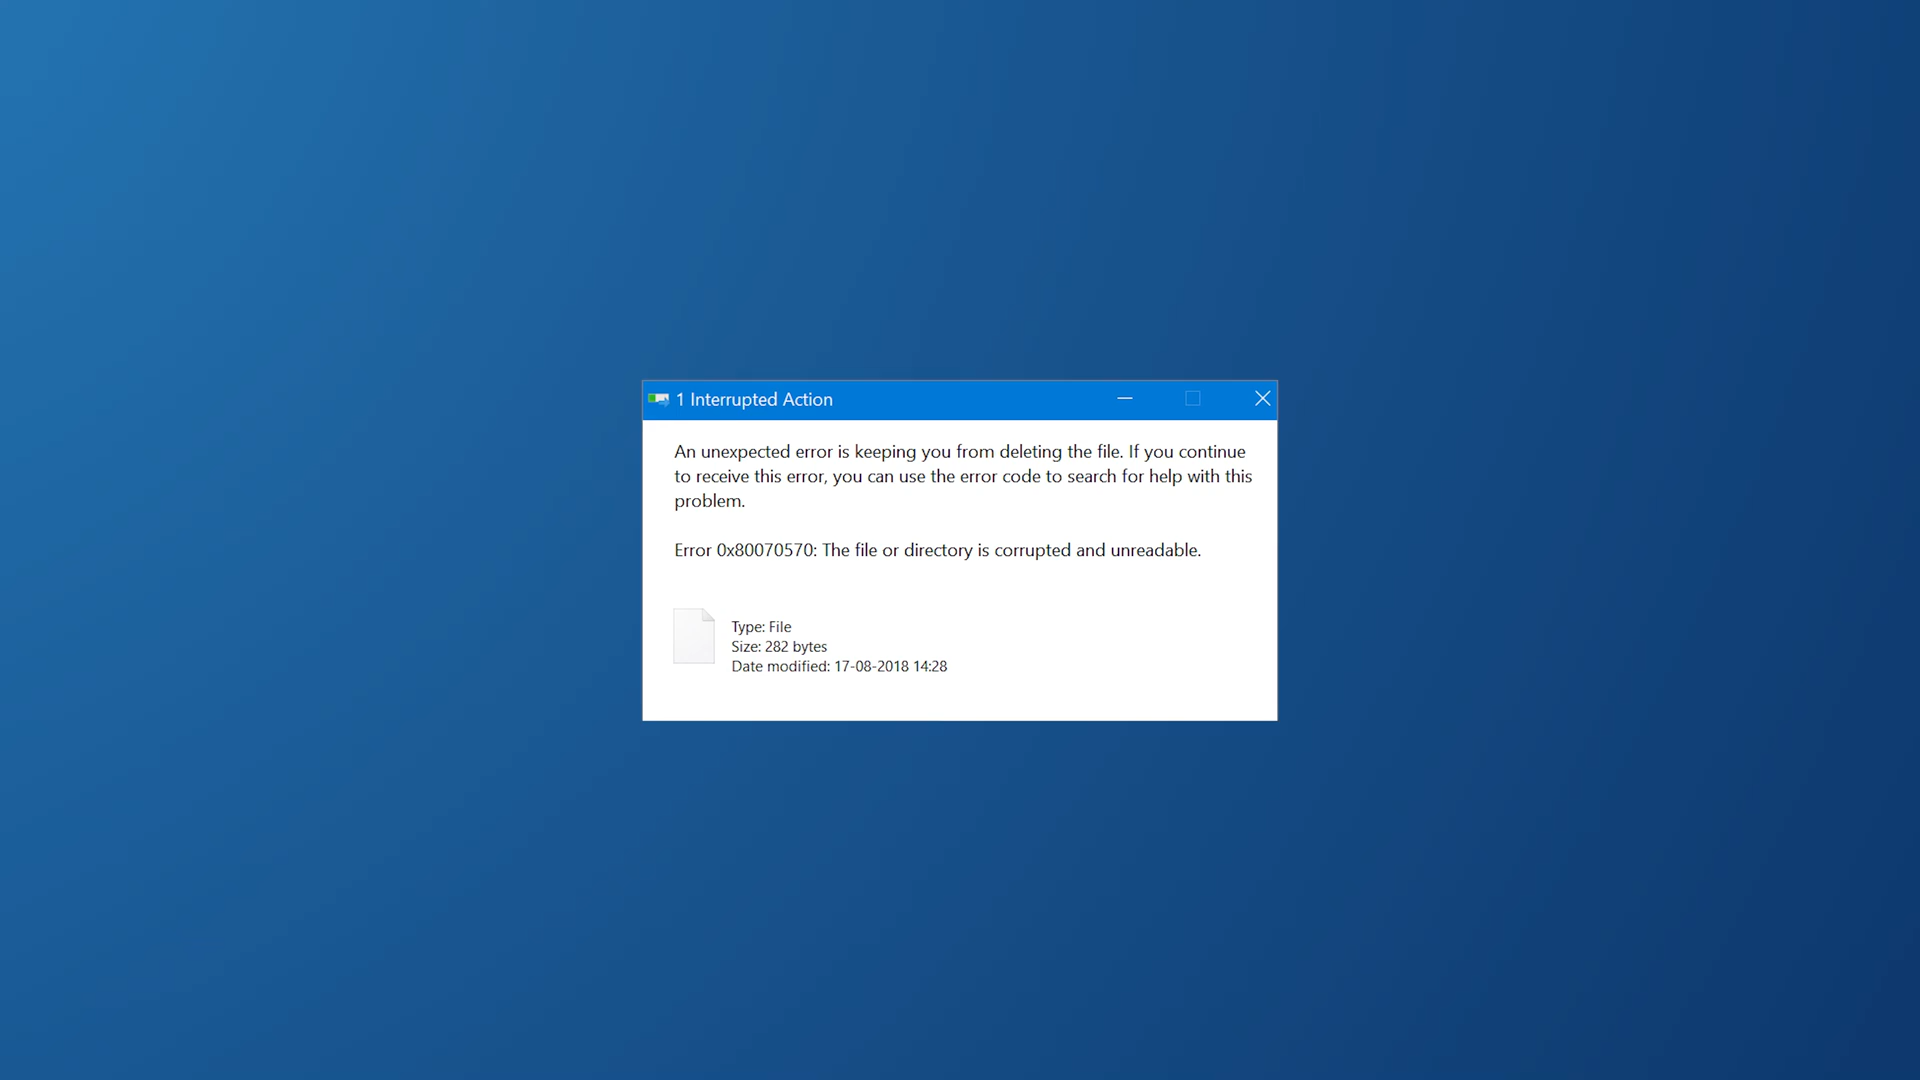 1 Interrupted Action
An unexpected error is keeping you from deleting the file. If you continue
to receive this error, you can use the error code to search for help with this
problem.
Error 0x80070570: The file or directory is corrupted and unreadable.
Type: File
Size: 282 bytes
Date modified: 17-08-2018 14:28